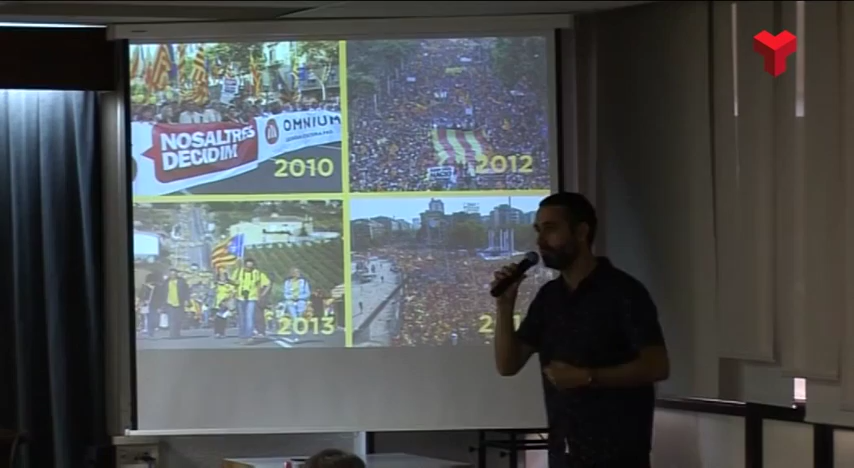 NOSALTRES
DECIDIM
OMNIUM
2010
2012
2013